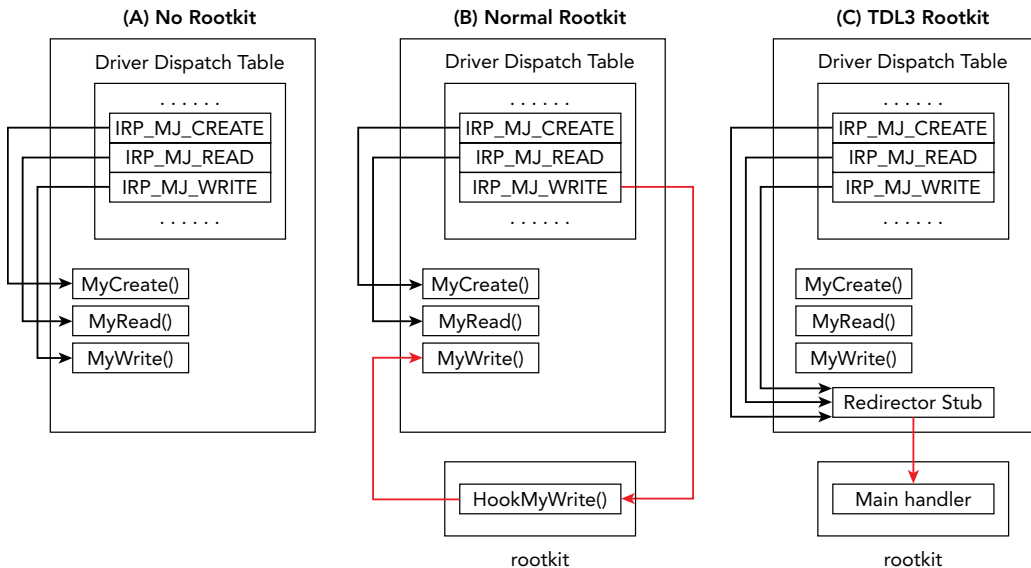 (A) No Rootkit
Driver Dispatch Table
. . . . . .
IRP_MJ_CREATE
IRP_MJ_READ
IRP_MJ_WRITE
. . . . . .
MyCreate()
MyRead()
MyWrite()
(B) Normal Rootkit
Driver Dispatch Table
. . . . . .
IRP_MJ_CREATE
IRP_MJ_READ
IRP_MJ_WRITE
. . . . . .
MyCreate()
MyRead()
MyWrite()
HookMyWrite()
rootkit
(C) TDL3 Rootkit
Driver Dispatch Table
. . . . . .
IRP_MJ_CREATE
IRP_MJ_READ
IRP_MJ_WRITE
. . . . . .
MyCreate()
MyRead()
MyWrite()
Redirector Stub
Main handler
rootkit